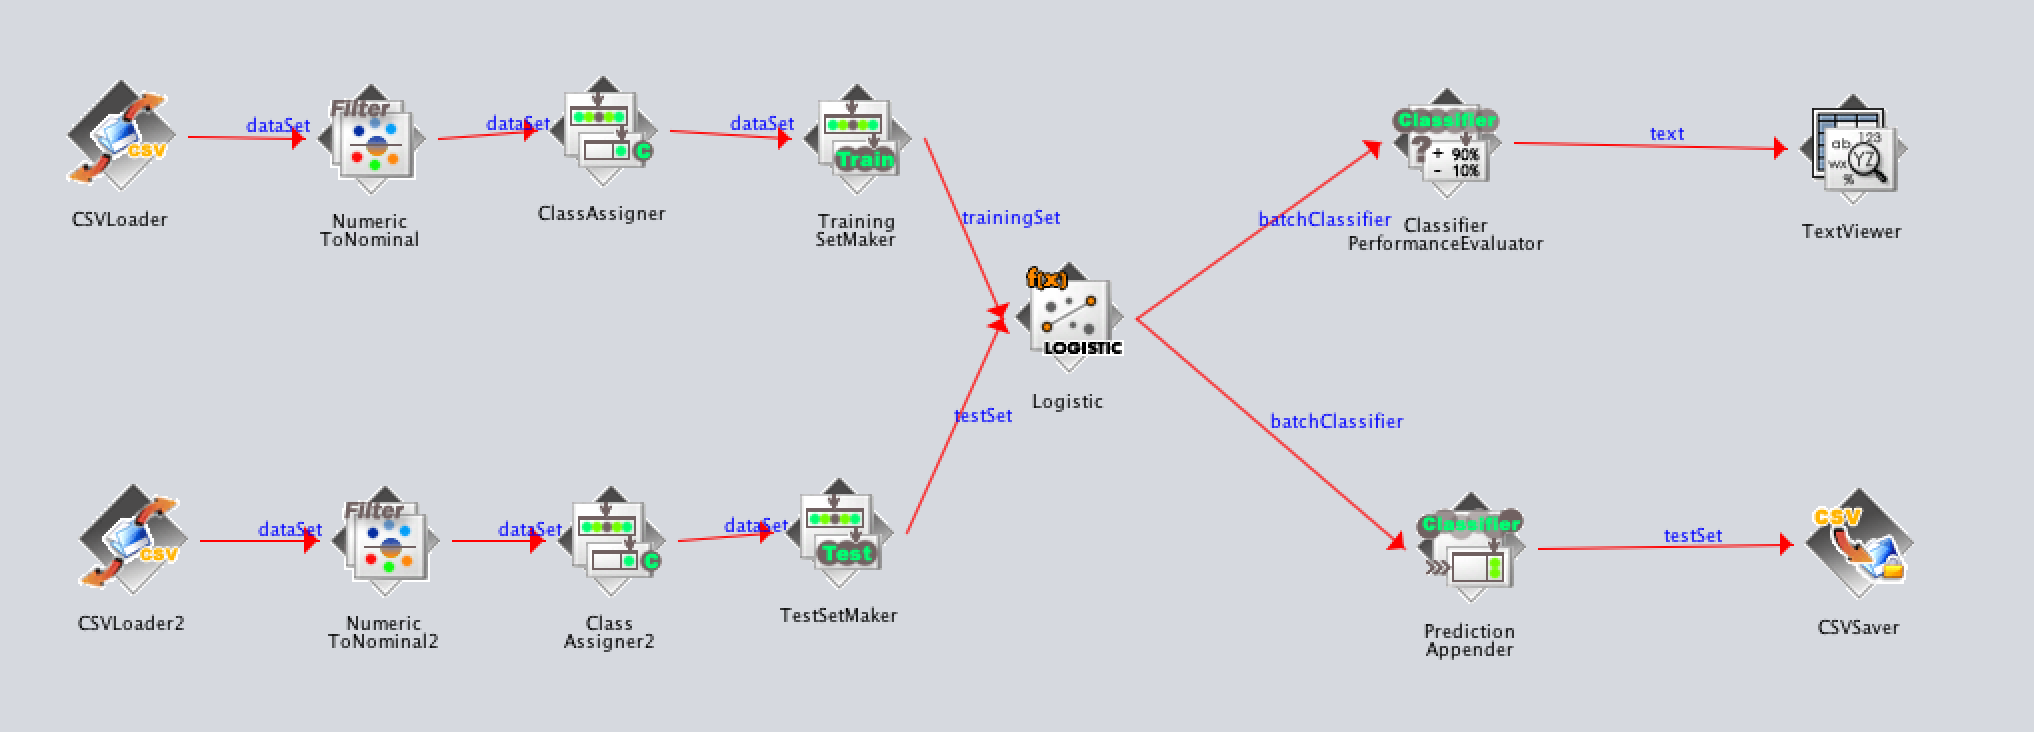 CSV
CSVLoader
dataSet
Filter
Numeric
ToNominal
dataSet
C
ClassAssigner
dataSet
Train
Training
SetMaker
trainingSet
f(x)
LOGISTIC
Logistic
batchClassifier
Classifier
? + 90%
- 10%
Classifier
PerformanceEvaluator
text
ab 123
wx YZ
%
TextViewer
CSV
CSVLoader2
dataSet
Filter
Numeric
ToNominal2
dataSet
C
Class
Assigner2
dataSet
Test
TestSetMaker
testSet
batchClassifier
Classifier
Prediction
Appender
testSet
CSV
CSVSaver